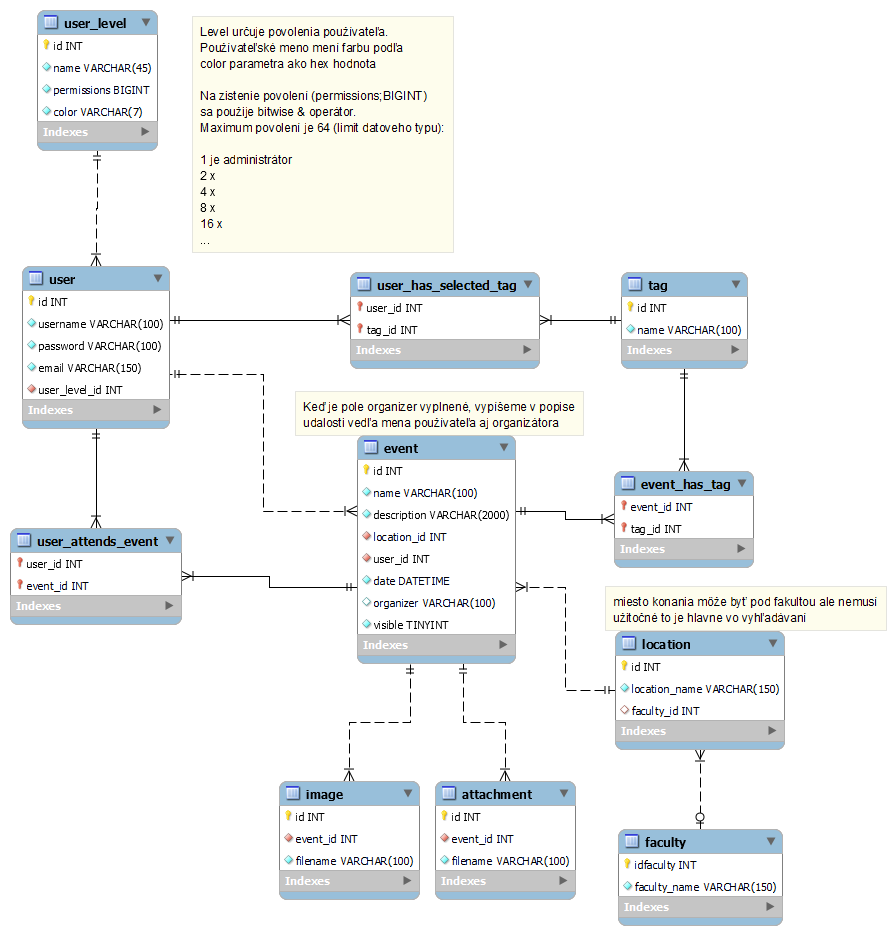 user_level
id INT
name VARCHAR(45)
permissions BIGINT
color VARCHAR(7)
Indexes
Level určuje povolenia používateľa.
Používateľské meno mení farbu podľa
color parametra ako hex hodnota
Na zistenie povolení (permissions;BIGINT)
sa použije bitwise & operátor.
Maximum povolení je 64 (limit datoveho typu):
1 je administrátor
2 x
4 x
8 x
16 x
...
user
id INT
username VARCHAR(100)
password VARCHAR(100)
email VARCHAR(150)
user_level_id INT
Indexes
user_has_selected_tag
user_id INT
tag_id INT
Indexes
tag
id INT
name VARCHAR(100)
Indexes
Keď je pole organizer vyplnené, vypíšeme v popise
udalosti vedľa mena používateľa aj organizátora
event
id INT
name VARCHAR(100)
description VARCHAR(2000)
location_id INT
user_id INT
date DATETIME
organizer VARCHAR(100)
visible TINYINT
Indexes
event_has_tag
event_id INT
tag_id INT
Indexes
user_attends_event
user_id INT
event_id INT
Indexes
miesto konania môže byť pod fakultou ale nemusí
užitočné to je hlavne vo vyhľadávaní
location
id INT
location_name VARCHAR(150)
faculty_id INT
Indexes
image
id INT
event_id INT
filename VARCHAR(100)
Indexes
attachment
id INT
event_id INT
filename VARCHAR(100)
Indexes
faculty
idfaculty INT
faculty_name VARCHAR(150)
Indexes